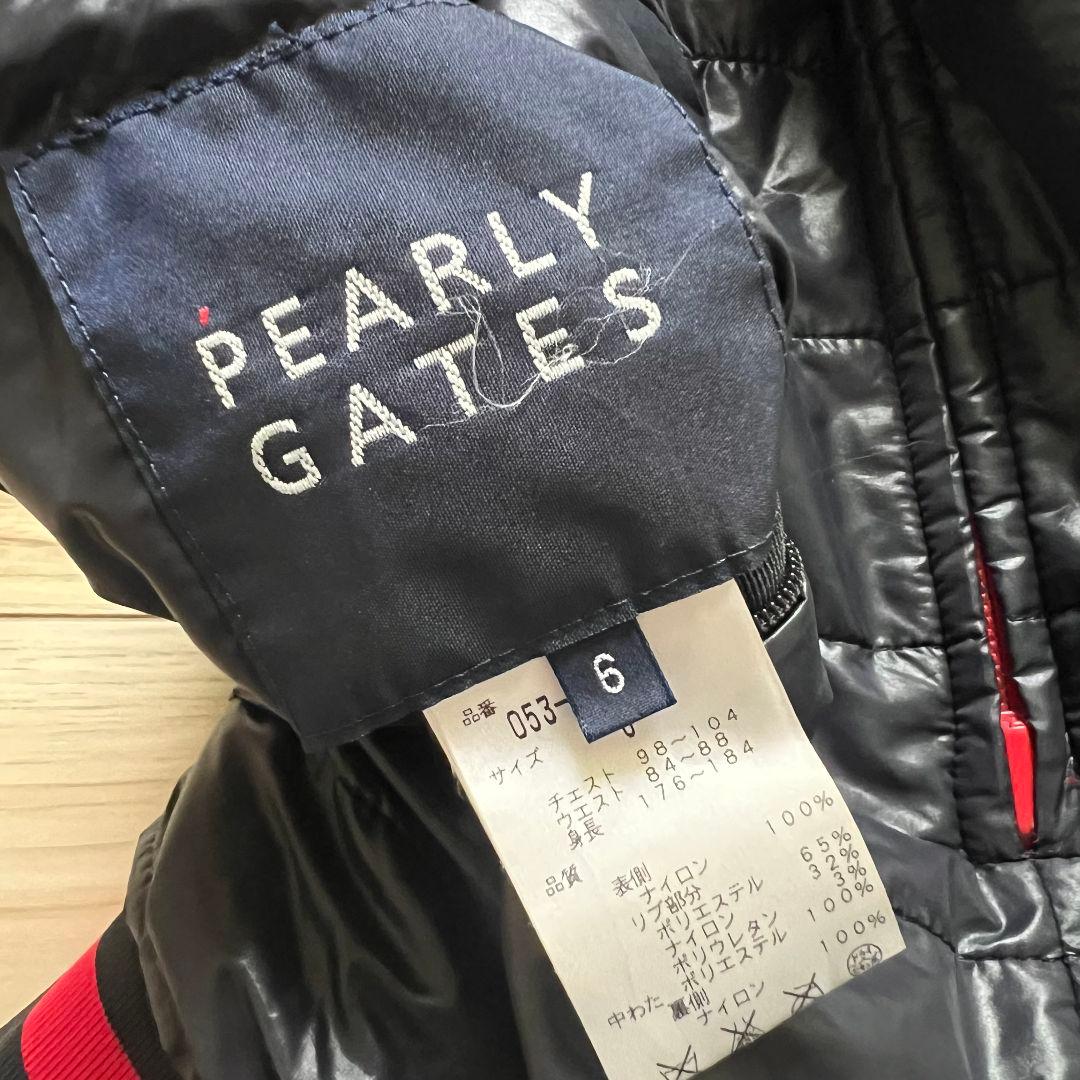 PEARLY
GATES
6
品番 053-
サイズ
チェスト 98~104
ウエスト 84~88
身長 176~184
品質 表側
ナイロン 100%
リブ部分
ポリエステル 65%
ナイロン 32%
ポリウレタン 3%
中わた ポリエステル 100%
裏側
ナイロン 100%